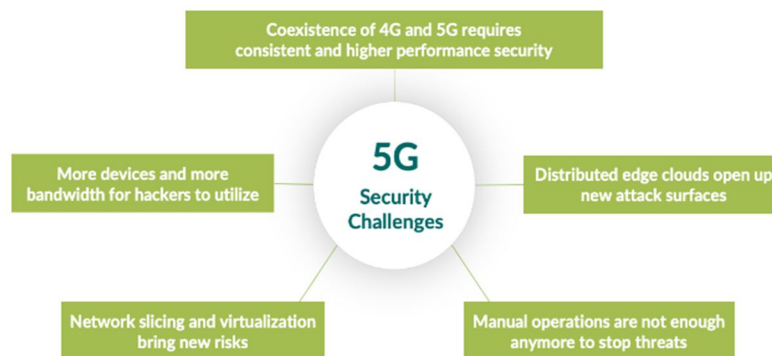 Coexistence of 4G and 5G requires
consistent and higher performance security
5G
Security
Challenges
More devices and more
bandwidth for hackers to utilize
Distributed edge clouds open up
new attack surfaces
Network slicing and virtualization
bring new risks
Manual operations are not enough
anymore to stop threats